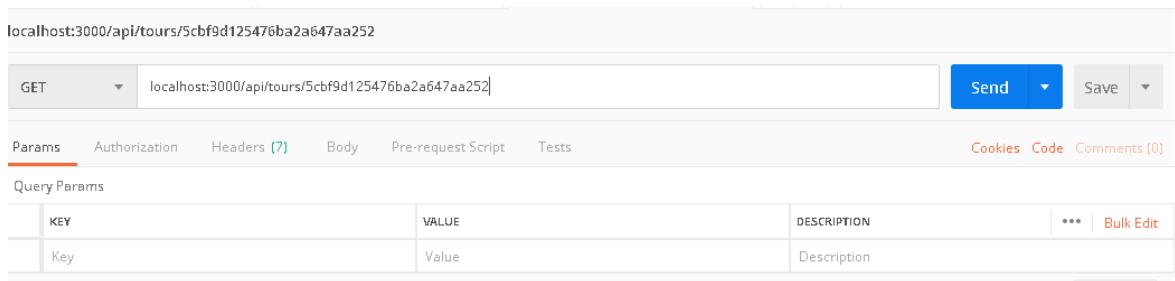 localhost:3000/api/tours/5cbf9d125476ba2a647aa252
GET localhost:3000/api/tours/5cbf9d125476ba2a647aa252 Send Save
Params Authorization Headers (7) Body Pre-request Script Tests Cookies Code Comments (0)
Query Params
KEY VALUE DESCRIPTION ••• Bulk Edit
Key Value Description